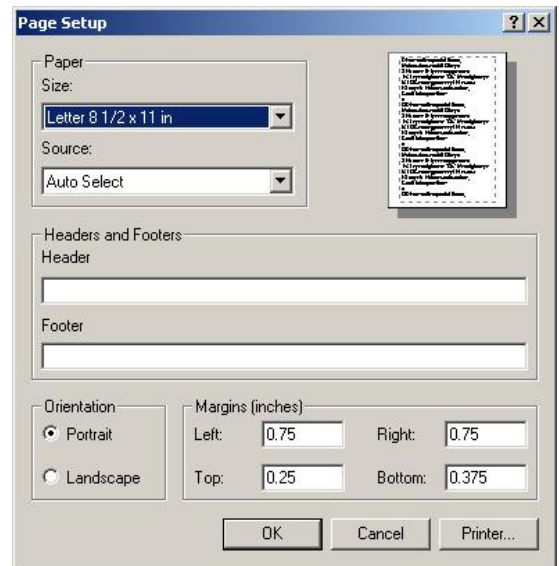 Page Setup
Paper
Size:
Letter 8 1/2 x 11 in
Source:
Auto Select
Headers and Footers
Header
Footer
Orientation
Portrait
Landscape
Margins (inches)
Left: 0.75 Right: 0.75
Top: 0.25 Bottom: 0.375
OK Cancel Printer...